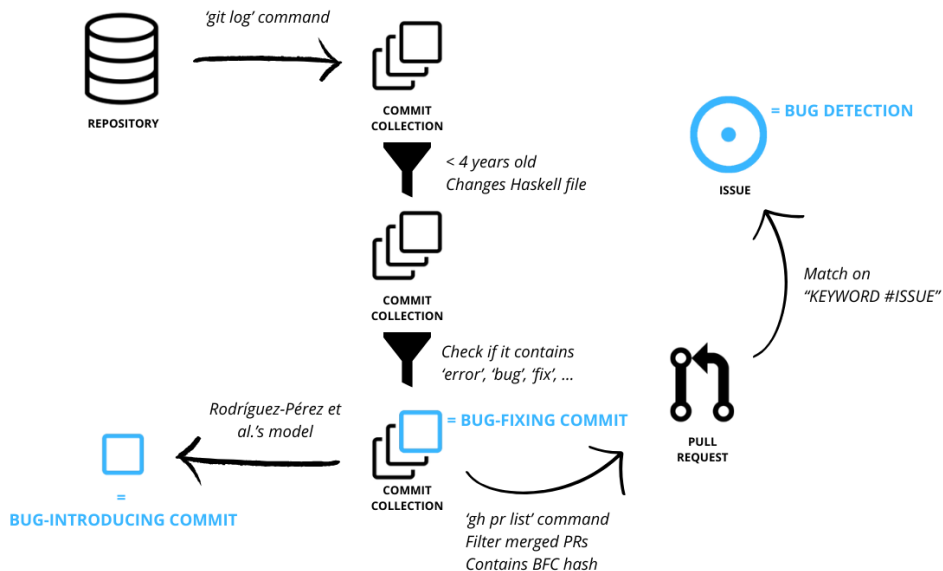 ‘git log’ command
REPOSITORY
COMMIT
COLLECTION
< 4 years old
Changes Haskell file
COMMIT
COLLECTION
Check if it contains
‘error’, ‘bug’, ‘fix’, ...
= BUG-FIXING COMMIT
COMMIT
COLLECTION
Rodríguez-Pérez et
al.’s model
=
BUG-INTRODUCING COMMIT
‘gh pr list’ command
Filter merged PRs
Contains BFC hash
PULL
REQUEST
Match on
“KEYWORD #ISSUE”
= BUG DETECTION
ISSUE